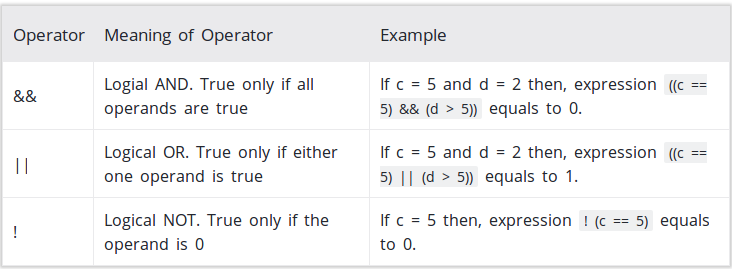 Operator Meaning of Operator Example
&&
Logial AND. True only if all
operands are true
If c = 5 and d = 2 then, expression ((c ==
5) && (d > 5)) equals to 0.
||
Logical OR. True only if either
one operand is true
If c = 5 and d = 2 then, expression ((c ==
5) || (d > 5)) equals to 1.
!
Logical NOT. True only if the
operand is 0
If c = 5 then, expression ! (c == 5) equals
to 0.